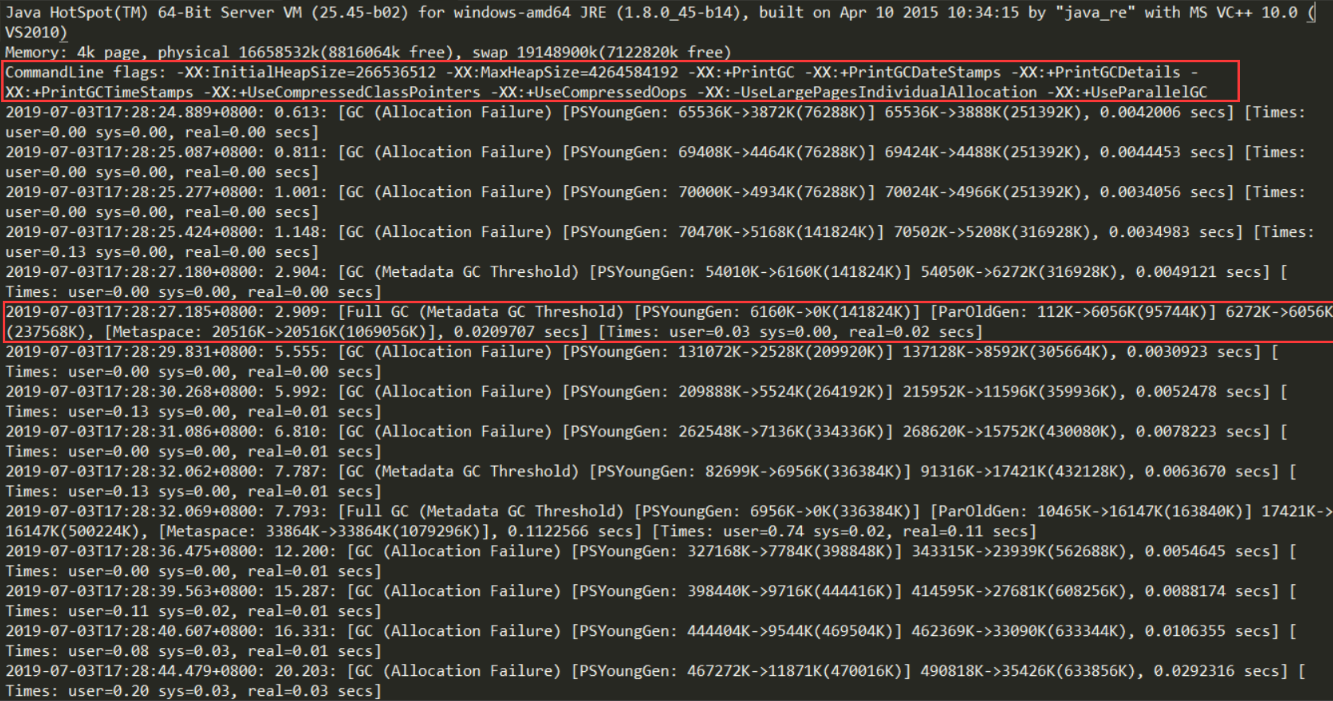 Java HotSpot(TM) 64-Bit Server VM (25.45-b02) for windows-amd64 JRE (1.8.0_45-b14), built on Apr 10 2015 10:34:15 by "java_re" with MS VC++ 10.0 (
VS2010)
Memory: 4k page, physical 16658532k(8816064k free), swap 19148900k(7122820k free)
CommandLine flags: -XX:InitialHeapSize=266536512 -XX:MaxHeapSize=4264584192 -XX:+PrintGC -XX:+PrintGCDateStamps -XX:+PrintGCDetails -
XX:+PrintGCTimeStamps -XX:+UseCompressedClassPointers -XX:+UseCompressedOops -XX:-UseLargePagesIndividualAllocation -XX:+UseParallelGC
2019-07-03T17:28:24.889+0800: 0.613: [GC (Allocation Failure) [PSYoungGen: 65536K->3872K(76288K)] 65536K->3888K(251392K), 0.0042006 secs] [Times:
user=0.00 sys=0.00, real=0.00 secs]
2019-07-03T17:28:25.087+0800: 0.811: [GC (Allocation Failure) [PSYoungGen: 69408K->4464K(76288K)] 69424K->4488K(251392K), 0.0044453 secs] [Times:
user=0.00 sys=0.00, real=0.00 secs]
2019-07-03T17:28:25.277+0800: 1.001: [GC (Allocation Failure) [PSYoungGen: 70000K->4934K(76288K)] 70024K->4966K(251392K), 0.0034056 secs] [Times:
user=0.00 sys=0.00, real=0.00 secs]
2019-07-03T17:28:25.424+0800: 1.148: [GC (Allocation Failure) [PSYoungGen: 70470K->5168K(141824K)] 70502K->5208K(316928K), 0.0034983 secs] [Times:
user=0.13 sys=0.00, real=0.00 secs]
2019-07-03T17:28:27.180+0800: 2.904: [GC (Metadata GC Threshold) [PSYoungGen: 54010K->6160K(141824K)] 54050K->6272K(316928K), 0.0049121 secs] [
Times: user=0.00 sys=0.00, real=0.00 secs]
2019-07-03T17:28:27.185+0800: 2.909: [Full GC (Metadata GC Threshold) [PSYoungGen: 6160K->0K(141824K)] [ParOldGen: 112K->6056K(95744K)] 6272K->6056K
(237568K), [Metaspace: 20516K->20516K(1069056K)], 0.0209707 secs] [Times: user=0.03 sys=0.00, real=0.02 secs]
2019-07-03T17:28:29.831+0800: 5.555: [GC (Allocation Failure) [PSYoungGen: 131072K->2528K(209920K)] 137128K->8592K(305664K), 0.0030923 secs] [
Times: user=0.00 sys=0.00, real=0.00 secs]
2019-07-03T17:28:30.268+0800: 5.992: [GC (Allocation Failure) [PSYoungGen: 209888K->5524K(264192K)] 215952K->11596K(359936K), 0.0052478 secs] [
Times: user=0.13 sys=0.00, real=0.01 secs]
2019-07-03T17:28:31.086+0800: 6.810: [GC (Allocation Failure) [PSYoungGen: 262548K->7136K(334336K)] 268620K->15752K(430080K), 0.0078223 secs] [
Times: user=0.00 sys=0.00, real=0.01 secs]
2019-07-03T17:28:32.062+0800: 7.787: [GC (Metadata GC Threshold) [PSYoungGen: 82699K->6956K(336384K)] 91316K->17421K(432128K), 0.0063670 secs] [
Times: user=0.13 sys=0.00, real=0.01 secs]
2019-07-03T17:28:32.069+0800: 7.793: [Full GC (Metadata GC Threshold) [PSYoungGen: 6956K->0K(336384K)] [ParOldGen: 10465K->16147K(163840K)] 17421K->
16147K(500224K), [Metaspace: 33864K->33864K(1079296K)], 0.1122566 secs] [Times: user=0.74 sys=0.02, real=0.11 secs]
2019-07-03T17:28:36.475+0800: 12.200: [GC (Allocation Failure) [PSYoungGen: 327168K->7784K(398848K)] 343315K->23939K(562688K), 0.0054645 secs] [
Times: user=0.00 sys=0.00, real=0.01 secs]
2019-07-03T17:28:39.563+0800: 15.287: [GC (Allocation Failure) [PSYoungGen: 398440K->9716K(444416K)] 414595K->27681K(608256K), 0.0088174 secs] [
Times: user=0.11 sys=0.02, real=0.01 secs]
2019-07-03T17:28:40.607+0800: 16.331: [GC (Allocation Failure) [PSYoungGen: 444404K->9544K(469504K)] 462369K->33090K(633344K), 0.0106355 secs] [
Times: user=0.08 sys=0.03, real=0.01 secs]
2019-07-03T17:28:44.479+0800: 20.203: [GC (Allocation Failure) [PSYoungGen: 467272K->11871K(470016K)] 490818K->35426K(633856K), 0.0292316 secs] [
Times: user=0.20 sys=0.03, real=0.03 secs]